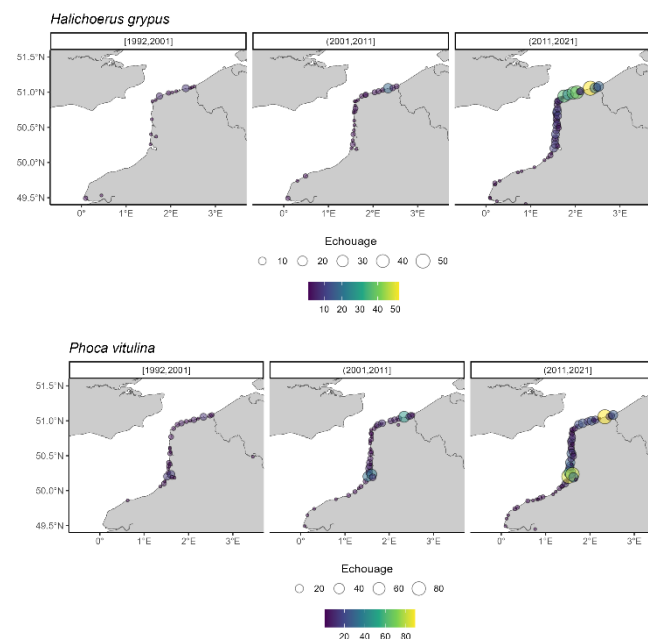 Halichoerus grypus
[1992,2001] (2001,2011] (2011,2021]
51.5°N
51.0°N
50.5°N
50.0°N
49.5°N
0° 1°E 2°E 3°E 0° 1°E 2°E 3°E 0° 1°E 2°E 3°E
Echouage
10 20 30 40 50
10 20 30 40 50
Phoca vitulina
[1992,2001] (2001,2011] (2011,2021]
51.5°N
51.0°N
50.5°N
50.0°N
49.5°N
0° 1°E 2°E 3°E 0° 1°E 2°E 3°E 0° 1°E 2°E 3°E
Echouage
20 40 60 80
20 40 60 80